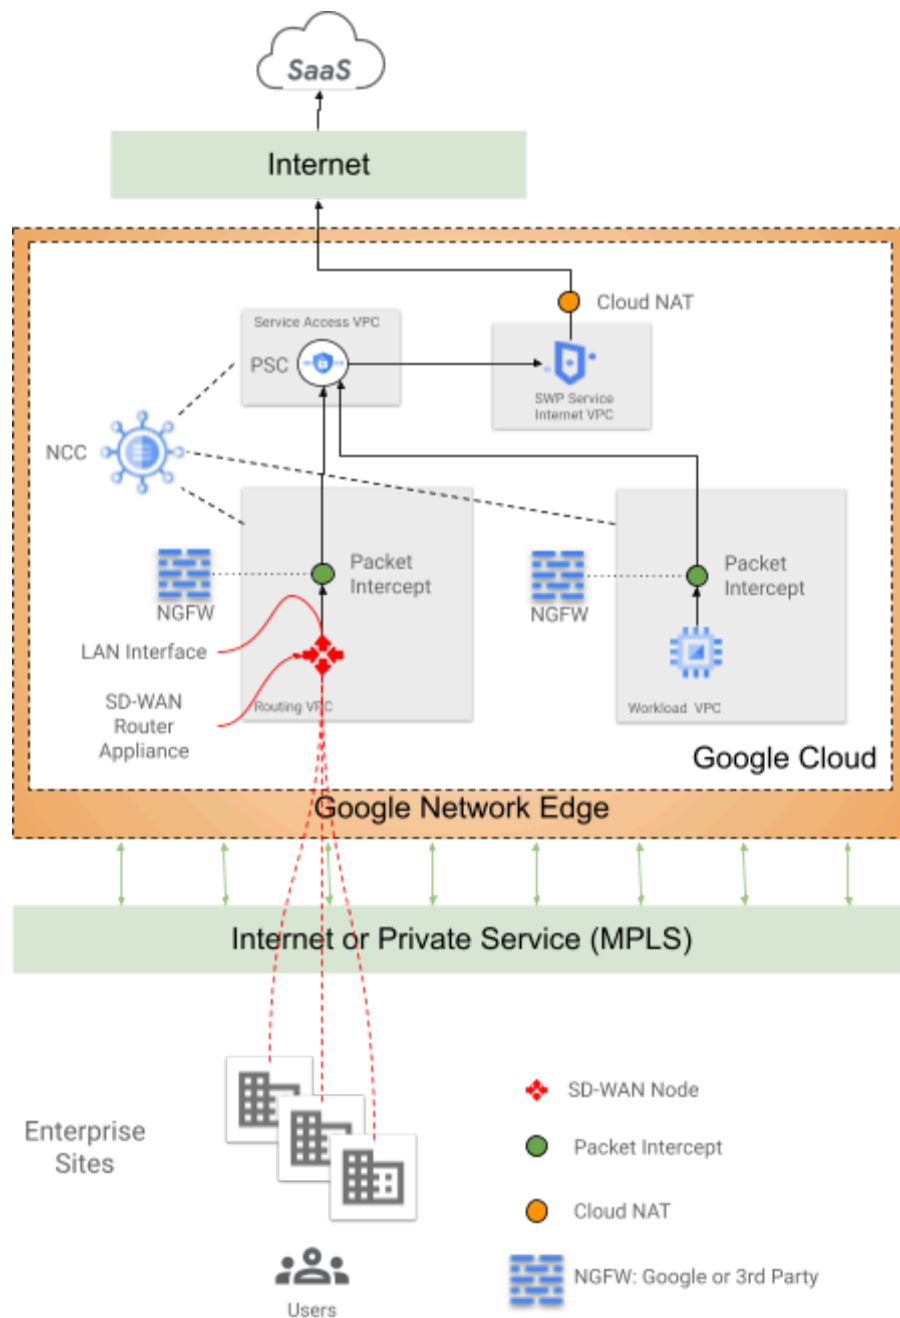 SaaS
Internet
Cloud NAT
Service Access VPC
PSC
SWP Service
Internet VPC
NCC
Packet
Intercept
NGFW
Packet
Intercept
NGFW
LAN Interface
SD-WAN
Router
Appliance
Routing VPC
Workload VPC
Google Cloud
Google Network Edge
Internet or Private Service (MPLS)
Enterprise
Sites
Users
SD-WAN Node
Packet Intercept
Cloud NAT
NGFW: Google or 3rd Party